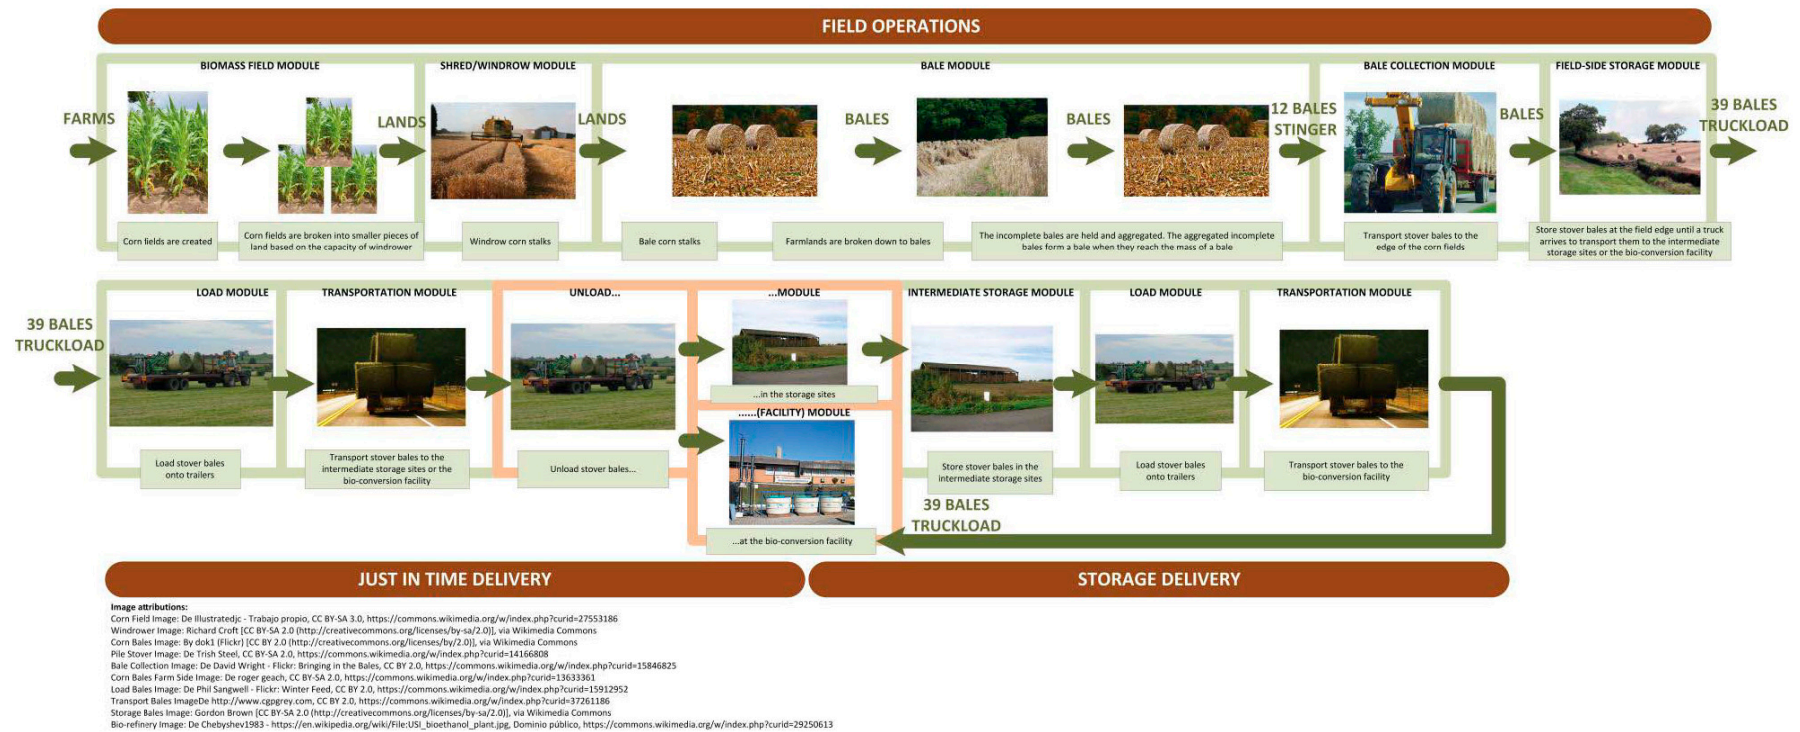 FIELD OPERATIONS
BIOMASS FIELD MODULE
SHRED/WINDROW MODULE
BALE MODULE
BALE COLLECTION MODULE
FIELD-SIDE STORAGE MODULE
FARMS
LANDS
LANDS
BALES
BALES
12 BALES
STINGER
BALES
39 BALES
TRUCKLOAD
Corn fields are created
Corn fields are broken into smaller pieces of
land based on the capacity of windrower
Windrow corn stalks
Bale corn stalks
Farmlands are broken down to bales
The incomplete bales are held and aggregated. The aggregated incomplete
bales form a bale when they reach the mass of a bale
Transport stover bales to the
edge of the corn fields
Store stover bales at the field edge until a truck
arrives to transport them to the intermediate
storage sites or the bio-conversion facility
LOAD MODULE
TRANSPORTATION MODULE
UNLOAD...
...MODULE
INTERMEDIATE STORAGE MODULE
LOAD MODULE
TRANSPORTATION MODULE
39 BALES
TRUCKLOAD
...in the storage sites
......(FACILITY) MODULE
Load stover bales
onto trailers
Transport stover bales to the
intermediate storage sites or the
bio-conversion facility
Unload stover bales...
Store stover bales in the
intermediate storage sites
Load stover bales
onto trailers
Transport stover bales to the
bio-conversion facility
39 BALES
TRUCKLOAD
...at the bio-conversion facility
JUST IN TIME DELIVERY
STORAGE DELIVERY
Image attributions:
Corn Field Image: De Illustratedjc - Trabajo propio, CC BY-SA 3.0, https://commons.wikimedia.org/w/index.php?curid=27553186
Windrower Image: Richard Croft [CC BY-SA 2.0 (http://creativecommons.org/licenses/by-sa/2.0)], via Wikimedia Commons
Corn Bales Image: By dok1 (Flickr) [CC BY 2.0 (http://creativecommons.org/licenses/by/2.0)], via Wikimedia Commons
Pile Stover Image: De Trish Steel, CC BY-SA 2.0, https://commons.wikimedia.org/w/index.php?curid=14166808
Bale Collection Image: De David Wright - Flickr: Bringing in the Bales, CC BY 2.0, https://commons.wikimedia.org/w/index.php?curid=15846825
Corn Bales Farm Side Image: De roger geach, CC BY-SA 2.0, https://commons.wikimedia.org/w/index.php?curid=13633361
Load Bales Image: De Phil Sangwell - Flickr: Winter Feed, CC BY 2.0, https://commons.wikimedia.org/w/index.php?curid=15912952
Transport Bales ImageDe http://www.cgpgrey.com, CC BY 2.0, https://commons.wikimedia.org/w/index.php?curid=37261186
Storage Bales Image: Gordon Brown [CC BY-SA 2.0 (http://creativecommons.org/licenses/by-sa/2.0)], via Wikimedia Commons
Bio-refinry Image: De Chebyshev1983 - https://en.wikipedia.org/wiki/File:USI_bioethanol_plant.jpg, Dominio público, https://commons.wikimedia.org/w/index.php?curid=29250613